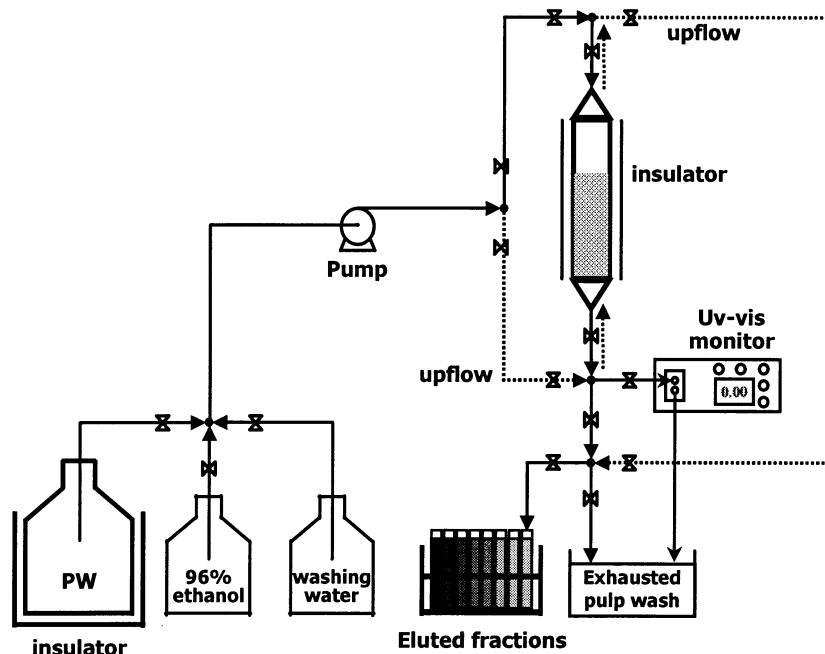 upflow
insulator
Pump
Uv-vis
monitor
upflow
0.00
PW
96%
ethanol
washing
water
Exhausted
pulp wash
insulator
Eluted fractions